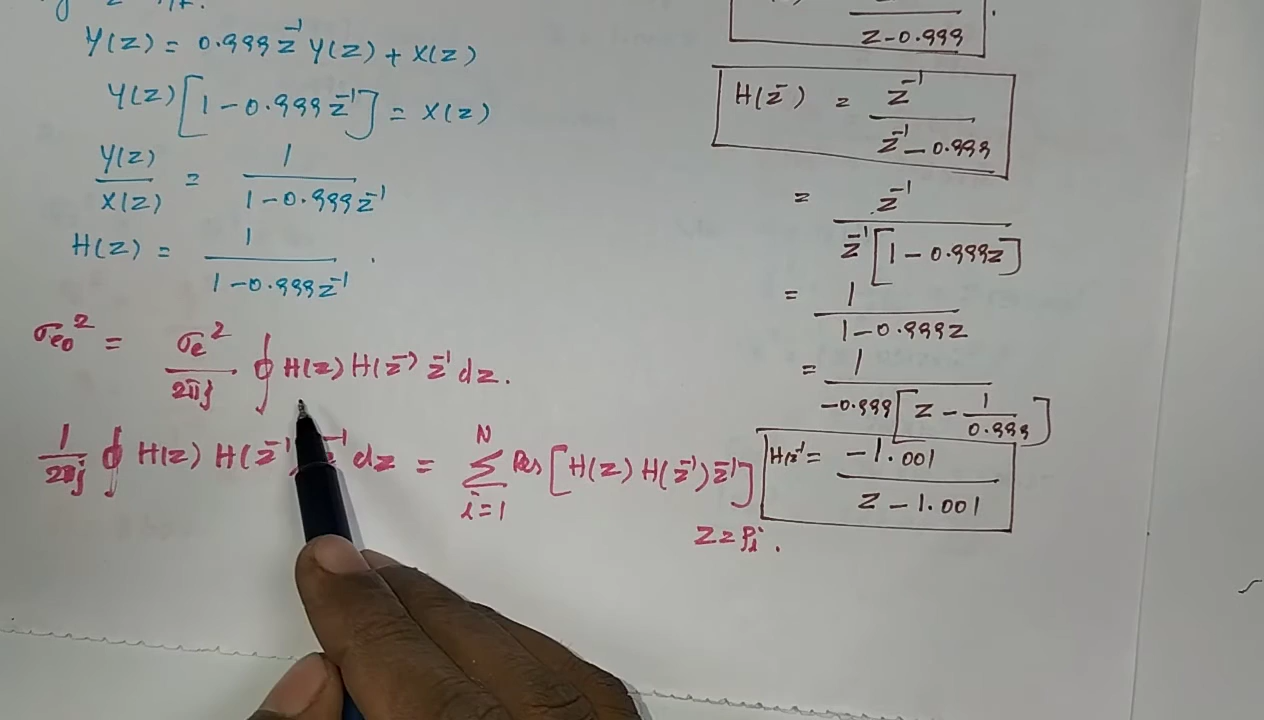 Y(z) = 0.999 z⁻¹ Y(z) + X(z)
Y(z) [1 - 0.999 z⁻¹] = X(z)
Y(z)
X(z)
=
1
1 - 0.999 z⁻¹
H(z) =
1
1 - 0.999 z⁻¹
.
σe₀² =
σe²
2πj
∮ H(z) H(z⁻¹) z⁻¹ dz.
1
2πj
∮ H(z) H(z⁻¹) z⁻¹ dz =
N
Σ
i=1
Res [H(z) H(z⁻¹) z⁻¹]
z = Pi.
z - 0.999
H(z⁻) =
z⁻¹
z⁻¹ - 0.999
=
z⁻¹
z⁻¹ [1 - 0.999z]
=
1
1 - 0.999z
=
1
-0.999 [z - 1/0.999]
H(z⁻¹ =
-1.001
z - 1.001